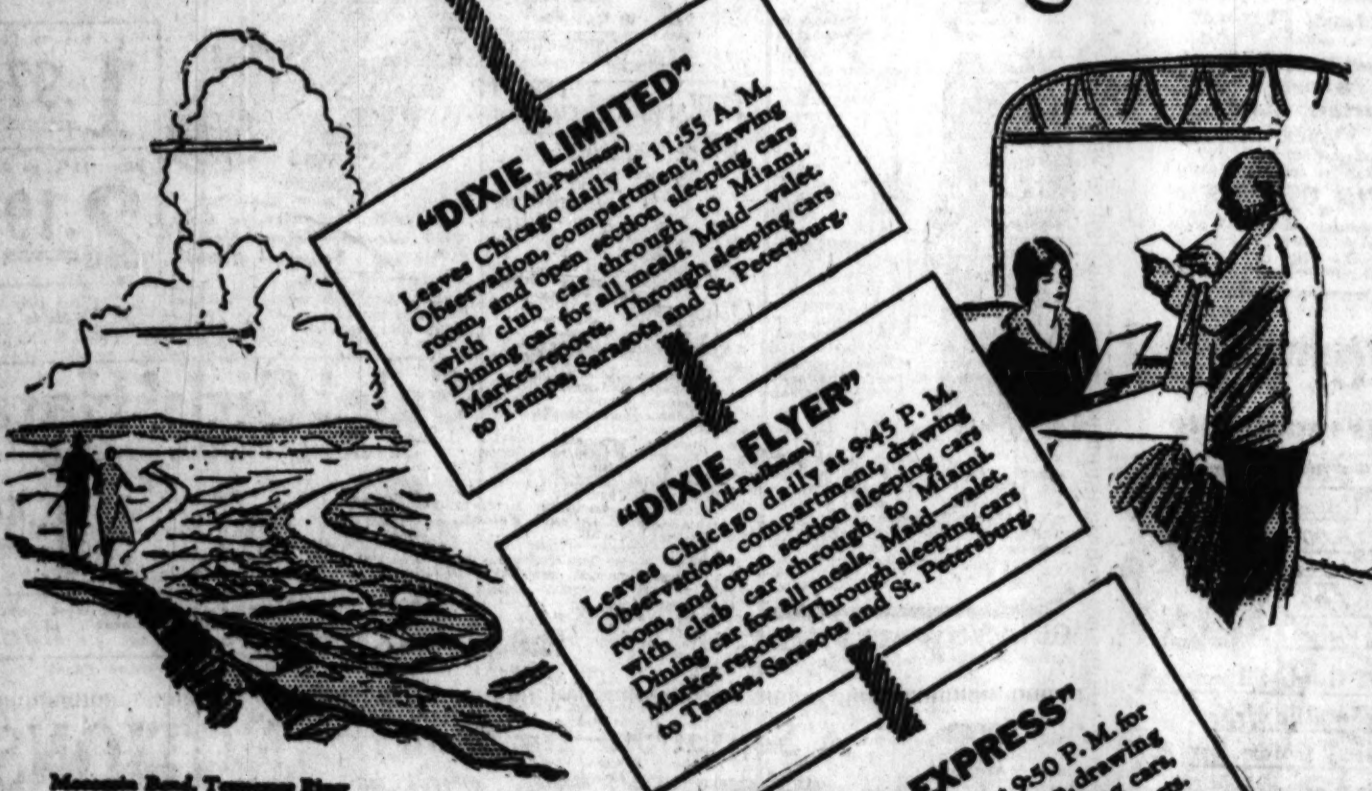 "DIXIE LIMITED"
(All-Pullman)
Leaves Chicago daily at 11:55 A. M.
Observation, compartment, drawing
room, and open section sleeping cars
with club car through to Miami.
Dining car for all meals. Maid—valet.
Market reports. Through sleeping cars
to Tampa, Sarasota and St. Petersburg.
"DIXIE FLYER"
(All-Pullman)
Leaves Chicago daily at 9:45 P. M.
Observation, compartment, drawing
room, and open section sleeping cars
with club car through to Miami.
Dining car for all meals. Maid—valet.
Market reports. Through sleeping cars
to Tampa, Sarasota and St. Petersburg.
EXPRESS"
9:50 P. M. for
drawing
cars,
Moccasin Bend, Tennessee River